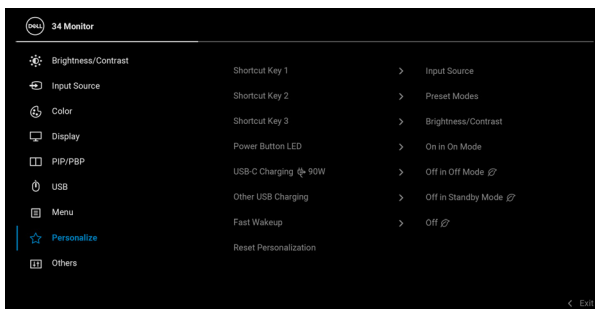 DELL 34 Monitor
Brightness/Contrast
Input Source
Color
Display
PIP/PBP
USB
Menu
Personalize
Others
Shortcut Key 1 > Input Source
Shortcut Key 2 > Preset Modes
Shortcut Key 3 > Brightness/Contrast
Power Button LED > On in On Mode
USB-C Charging 90W > Off in Off Mode
Other USB Charging > Off in Standby Mode
Fast Wakeup > Off
Reset Personalization
< Exit